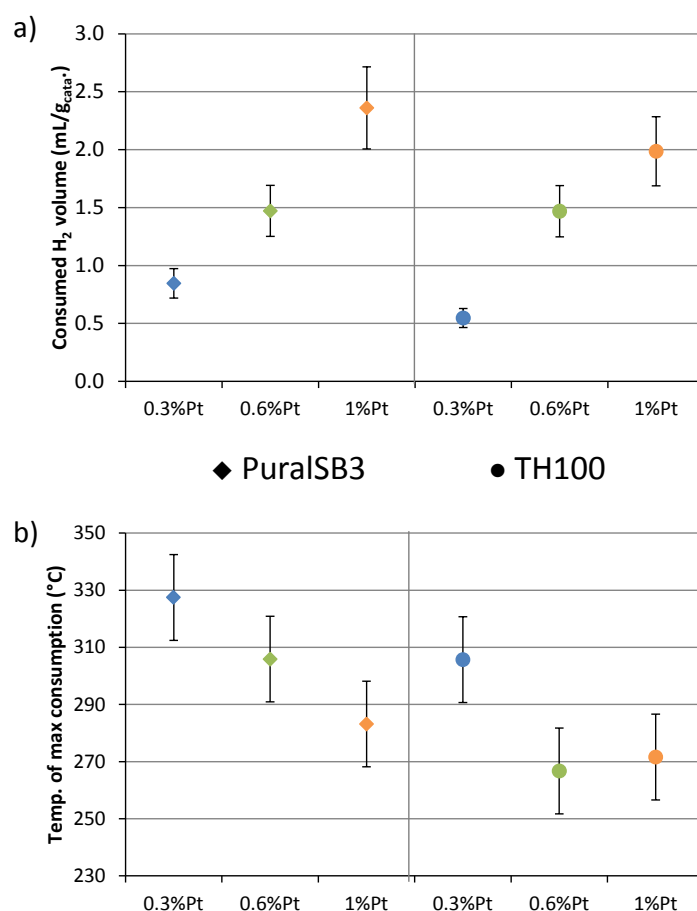 a)
Consumed H₂ volume (mL/g_cata.)
3.0
2.5
2.0
1.5
1.0
0.5
0.0
0.3%Pt 0.6%Pt 1%Pt 0.3%Pt 0.6%Pt 1%Pt
PuralSB3 TH100
b)
Temp. of max consumption (°C)
350
330
310
290
270
250
230
0.3%Pt 0.6%Pt 1%Pt 0.3%Pt 0.6%Pt 1%Pt